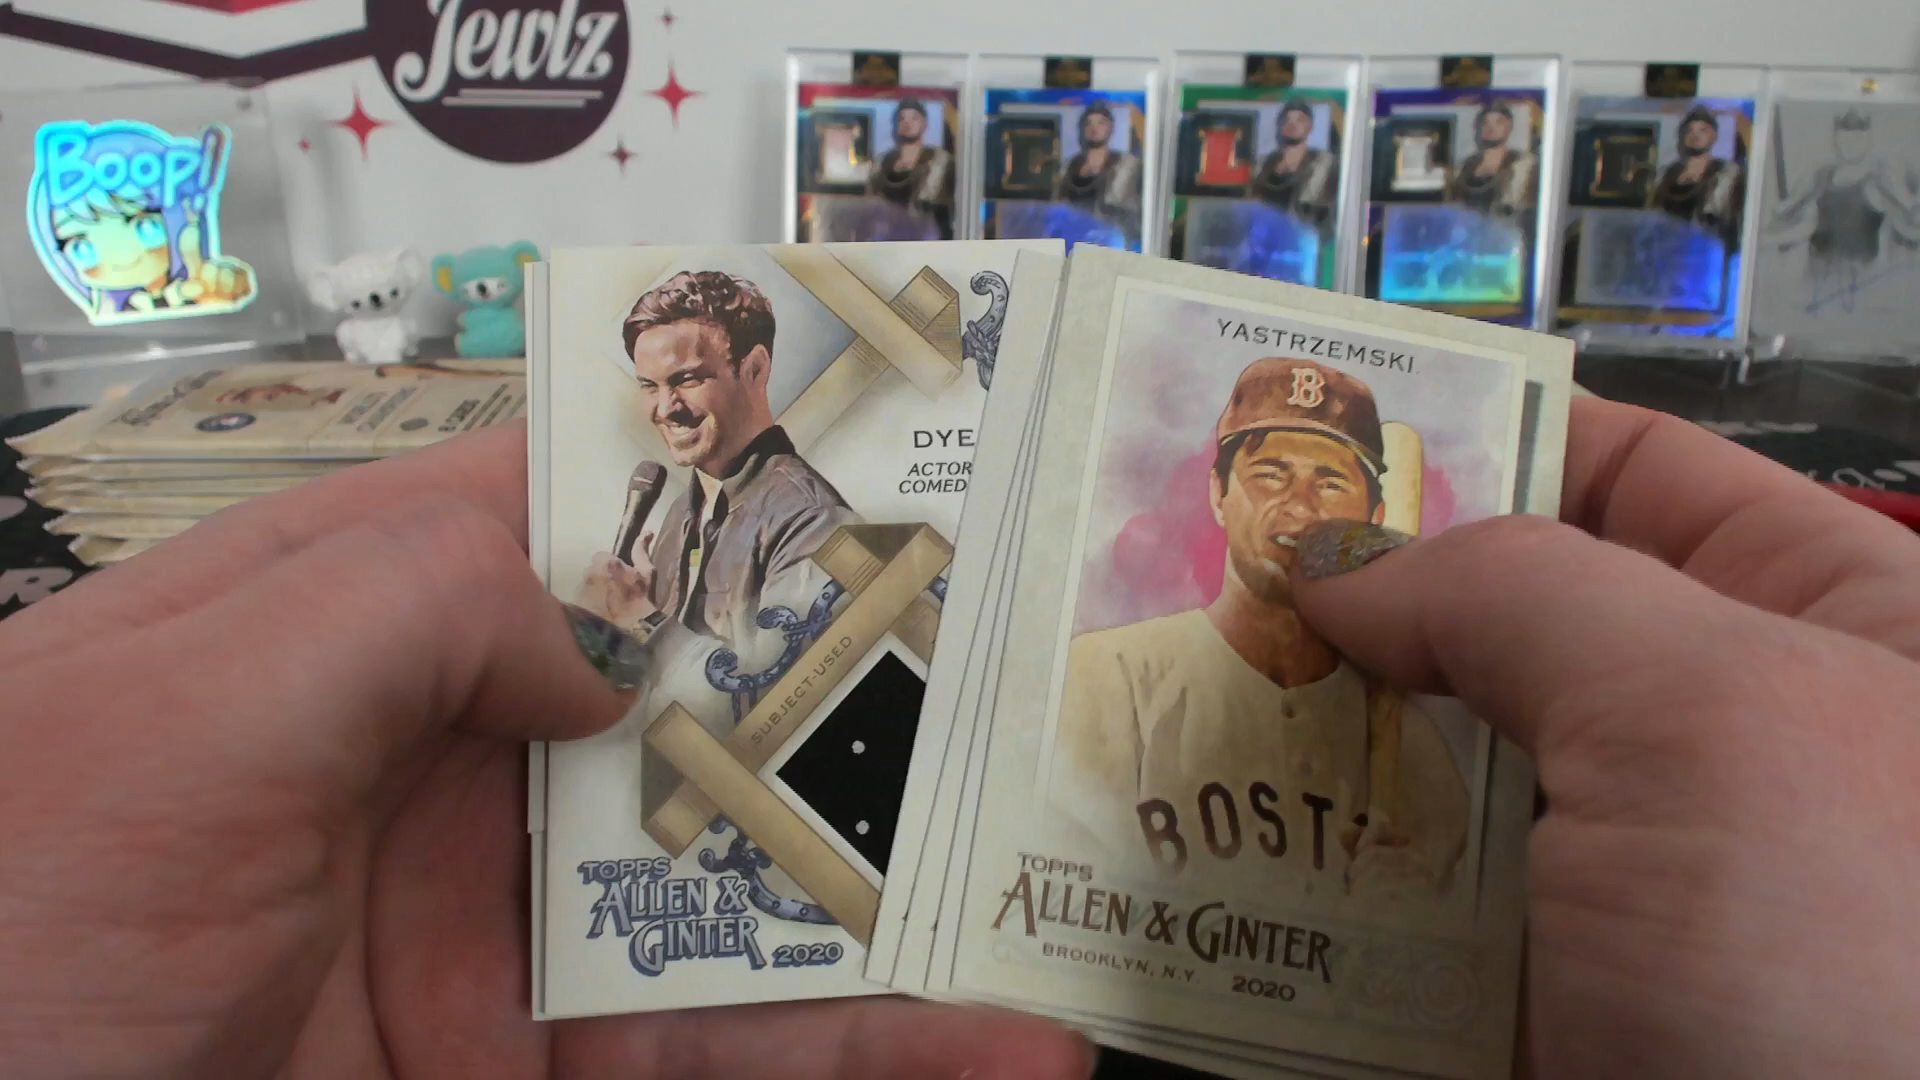 Jewlz
Boop!
YASTRZEMSKI
B
DYE
ACTOR
COMED
SUBJECT-USED
BOST
TOPPS
ALLEN &
GINTER
2020
TOPPS
ALLEN & GINTER
BROOKLYN, N.Y.
2020
L
E
L
E
E